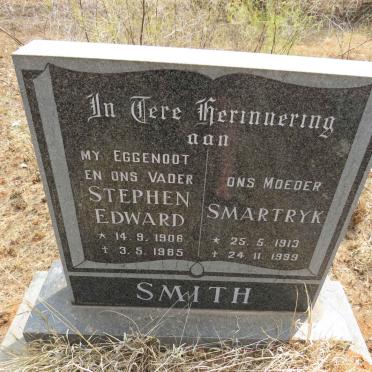 In Tere Herinnering
aan
MY EGGENOOT
EN ONS VADER
STEPHEN
EDWARD
* 14. 9. 1906
† 3. 5. 1985
ONS MOEDER
SMARTRYK
* 25. 5. 1913
† 24. 11. 1999
SMITH